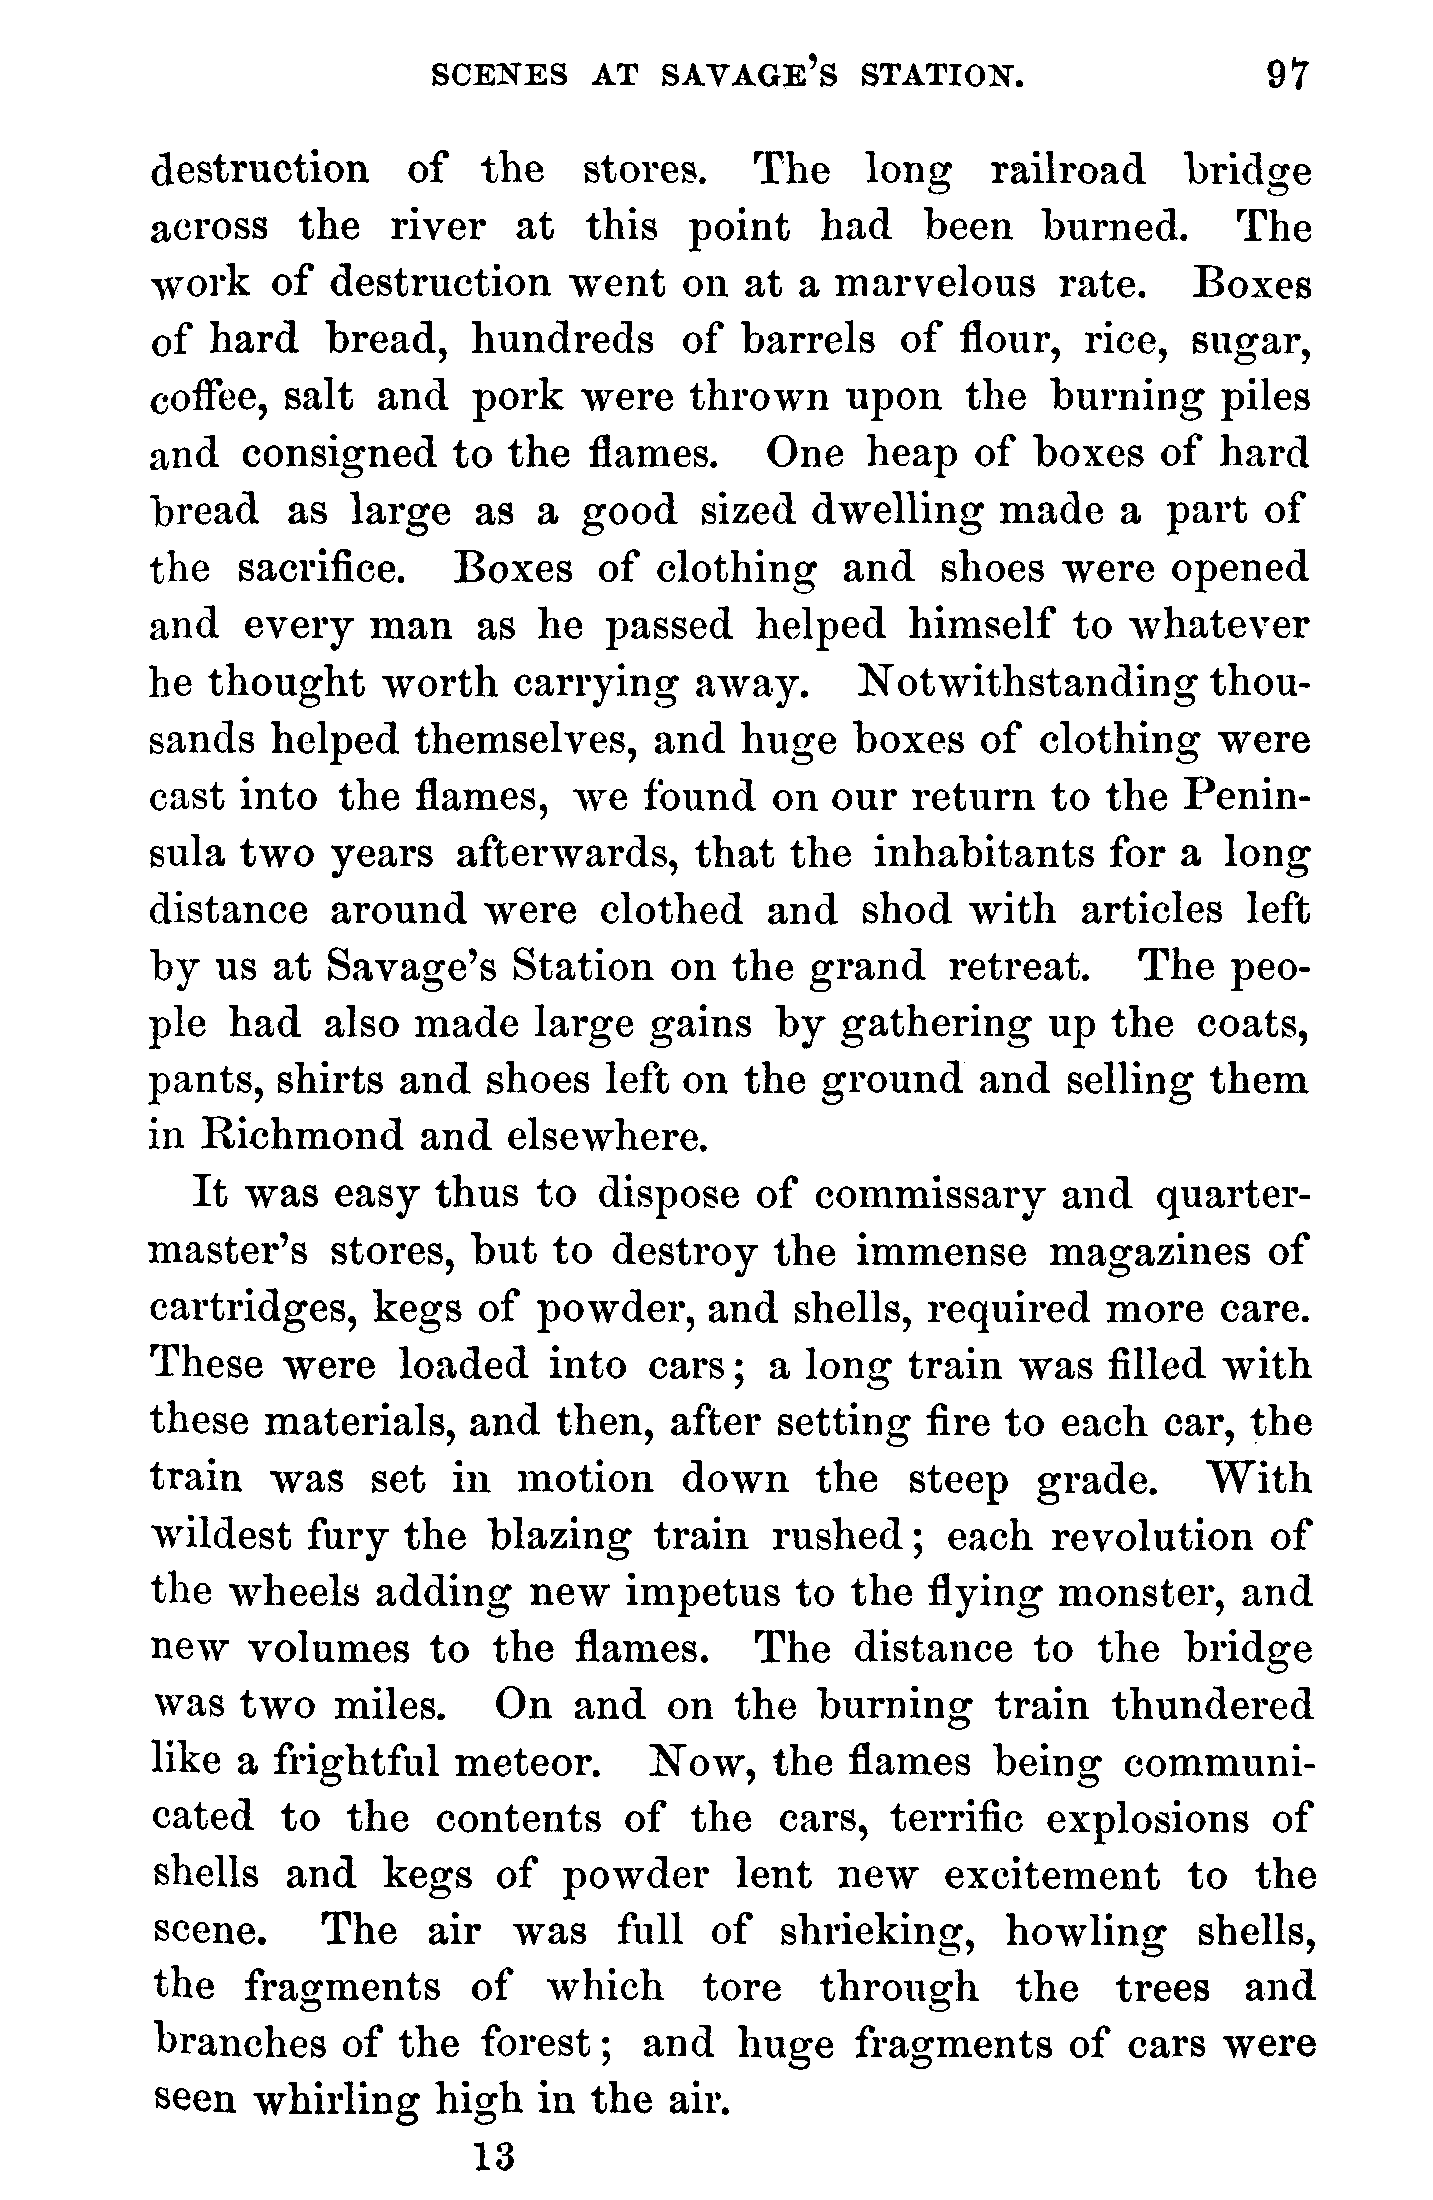 SCENES AT SAVAGE'S STATION. 97
destruction of the stores. The long railroad bridge
across the river at this point had been burned. The
work of destruction went on at a marvelous rate. Boxes
of hard bread, hundreds of barrels of flour, rice, sugar,
coffee, salt and pork were thrown upon the burning piles
and consigned to the flames. One heap of boxes of hard
bread as large as a good sized dwelling made a part of
the sacrifice. Boxes of clothing and shoes were opened
and every man as he passed helped himself to whatever
he thought worth carrying away. Notwithstanding thou-
sands helped themselves, and huge boxes of clothing were
cast into the flames, we found on our return to the Penin-
sula two years afterwards, that the inhabitants for a long
distance around were clothed and shod with articles left
by us at Savage's Station on the grand retreat. The peo-
ple had also made large gains by gathering up the coats,
pants, shirts and shoes left on the ground and selling them
in Richmond and elsewhere.
It was easy thus to dispose of commissary and quarter-
master's stores, but to destroy the immense magazines of
cartridges, kegs of powder, and shells, required more care.
These were loaded into cars; a long train was filled with
these materials, and then, after setting fire to each car, the
train was set in motion down the steep grade. With
wildest fury the blazing train rushed; each revolution of
the wheels adding new impetus to the flying monster, and
new volumes to the flames. The distance to the bridge
was two miles. On and on the burning train thundered
like a frightful meteor. Now, the flames being communi-
cated to the contents of the cars, terrific explosions of
shells and kegs of powder lent new excitement to the
scene. The air was full of shrieking, howling shells,
the fragments of which tore through the trees and
branches of the forest; and huge fragments of cars were
seen whirling high in the air.
13